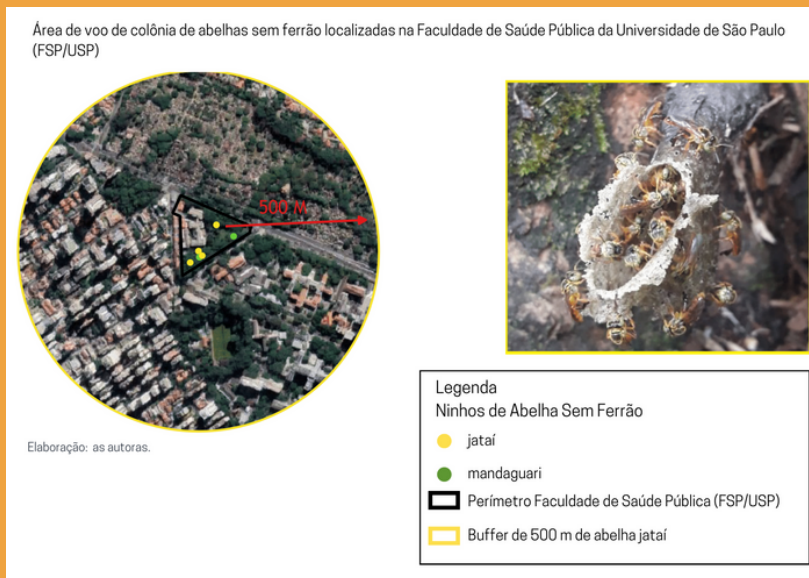 Área de voo de colônia de abelhas sem ferrão localizadas na Faculdade de Saúde Pública da Universidade de São Paulo
(FSP/USP)
500 M
Elaboração: as autoras.
Legenda
Ninhos de Abelha Sem Ferrão
jataí
mandaguari
Perímetro Faculdade de Saúde Pública (FSP/USP)
Buffer de 500 m de abelha jataí